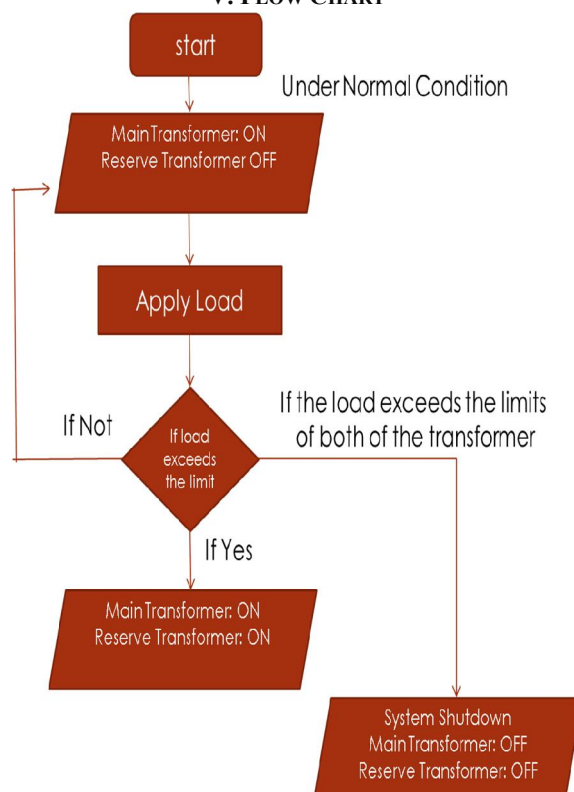 V. FLOW CHART
start
Under Normal Condition
Main Transformer: ON
Reserve Transformer OFF
Apply Load
If Not
If load
exceeds
the limit
If the load exceeds the limits
of both of the transformer
If Yes
Main Transformer: ON
Reserve Transformer: ON
System Shutdown
Main Transformer: OFF
Reserve Transformer: OFF